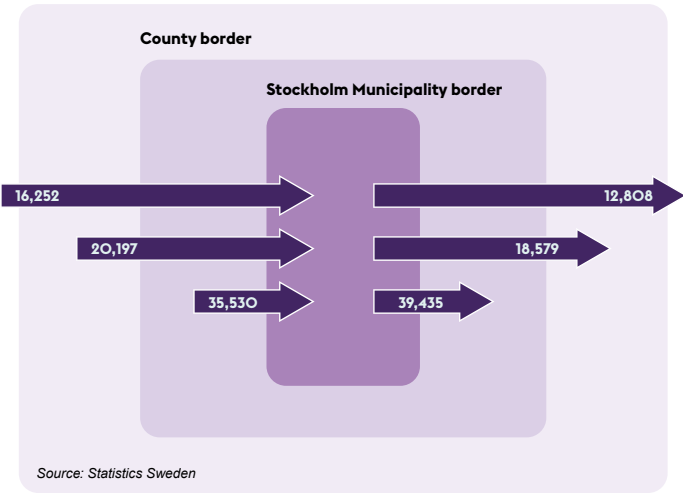 County border
Stockholm Municipality border
16,252
12,808
20,197
18,579
35,530
39,435
Source: Statistics Sweden